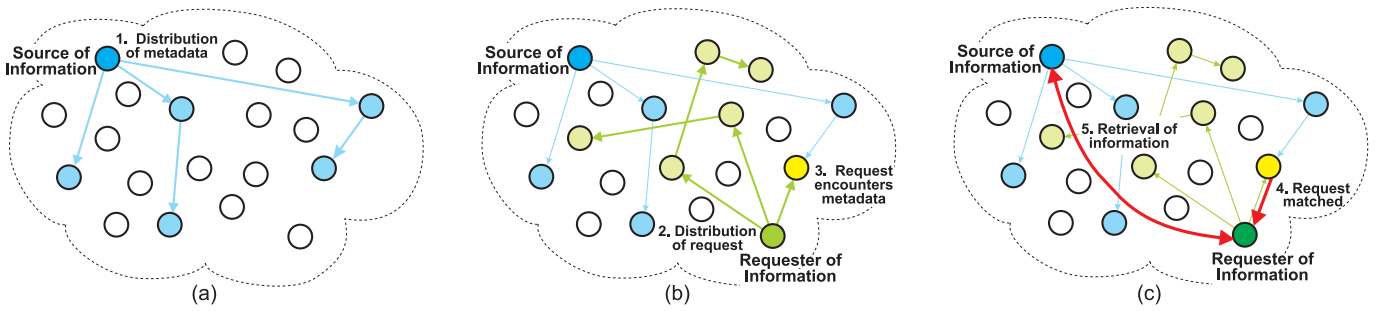 1. Distribution
of metadata
Source of
Information
(a)
Source of
Information
3. Request
encounters
metadata
2. Distribution
of request
Requester of
Information
(b)
Source of
Information
5. Retrieval of
information
4. Request
matched
Requester of
Information
(c)